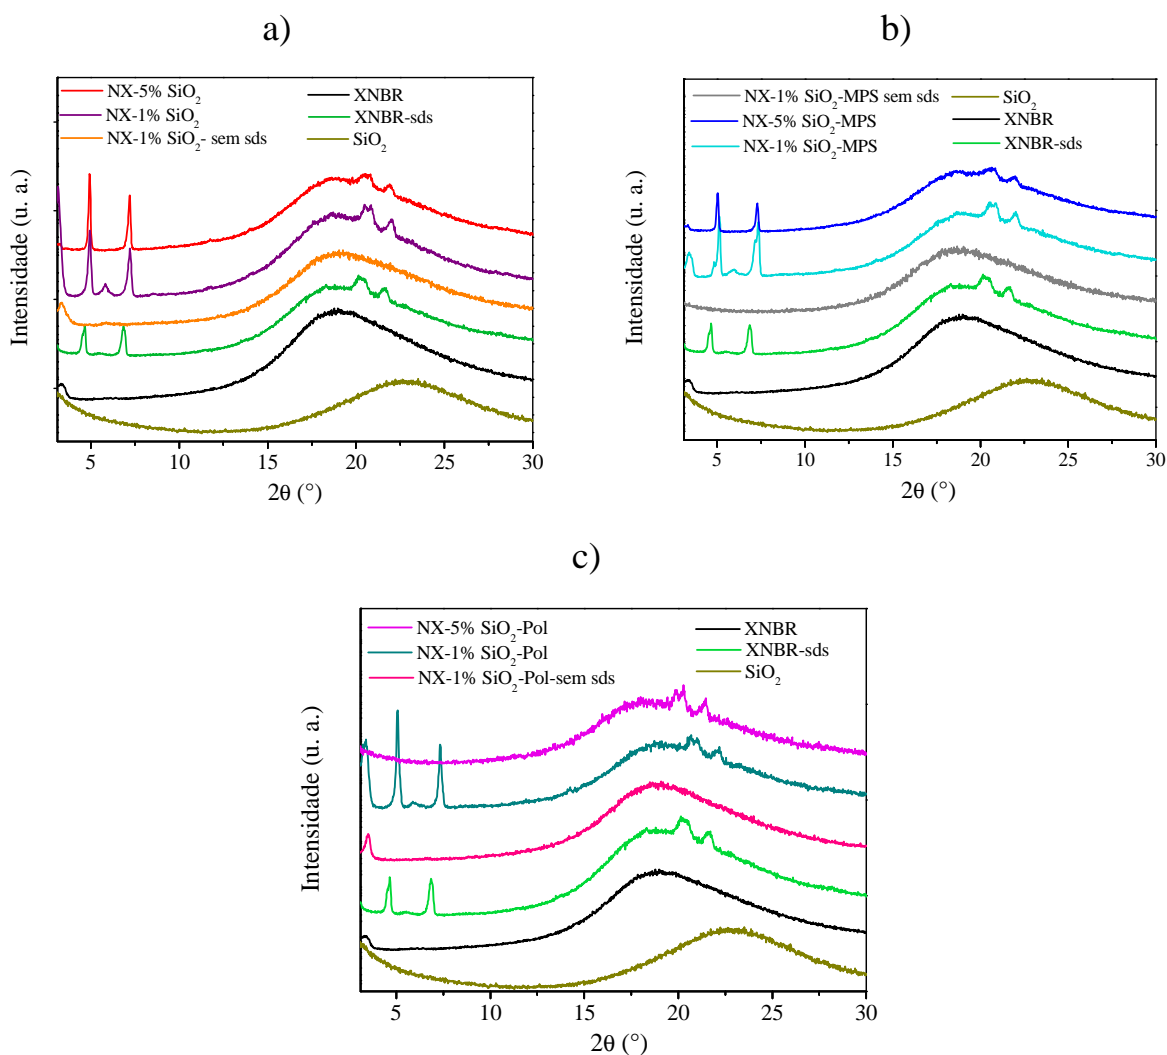 a)
NX-5% SiO₂
NX-1% SiO₂
NX-1% SiO₂- sem sds
XNBR
XNBR-sds
SiO₂
Intensidade (u. a.)
5 10 15 20 25 30
2θ (°)
b)
NX-1% SiO₂-MPS sem sds
NX-5% SiO₂-MPS
NX-1% SiO₂-MPS
SiO₂
XNBR
XNBR-sds
Intensidade (u. a.)
5 10 15 20 25 30
2θ (°)
c)
NX-5% SiO₂-Pol
NX-1% SiO₂-Pol
NX-1% SiO₂-Pol-sem sds
XNBR
XNBR-sds
SiO₂
Intensidade (u. a.)
5 10 15 20 25 30
2θ (°)